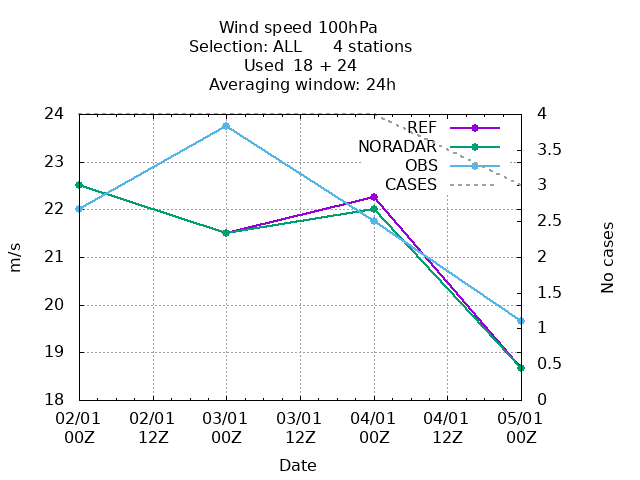 Wind speed 100hPa
Selection: ALL 4 stations
Used 18 + 24
Averaging window: 24h
24 4
REF
3.5
NORADAR
23
OBS
CASES 3
22
2.5
21 2
m/s
No cases
1.5
20
1
19
0.5
18 0
02/01 02/01 03/01 03/01 04/01 04/01 05/01
00Z 12Z 00Z 12Z 00Z 12Z 00Z
Date